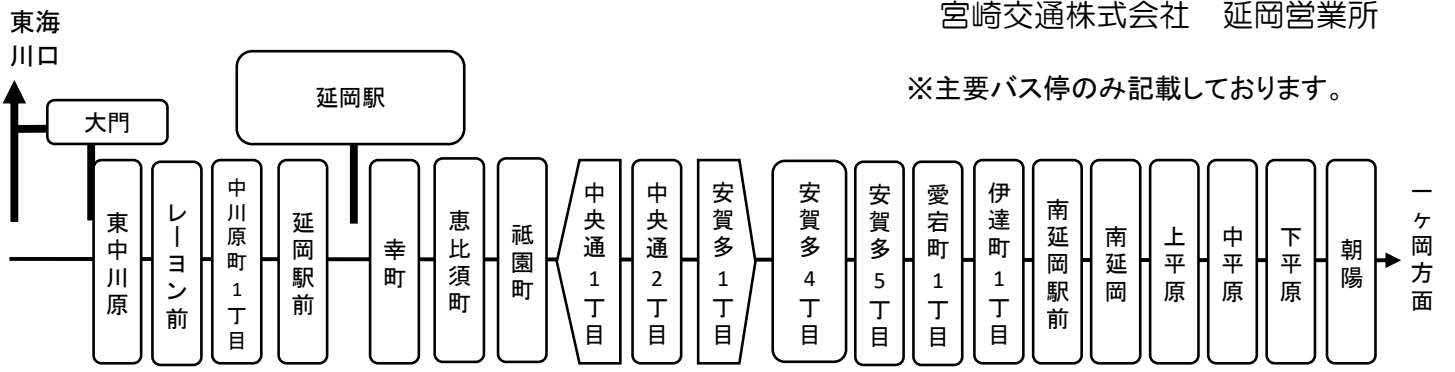 宮崎交通株式会社　延岡営業所
※主要バス停のみ記載しております。
東海
川口
大門
延岡駅
東中川原
レーヨン前
中川原町1丁目
延岡駅前
幸町
恵比須町
祇園町
中央通1丁目
中央通2丁目
安賀多1丁目
安賀多4丁目
安賀多5丁目
愛宕町1丁目
伊達町1丁目
南延岡駅前
南延岡
上平原
中平原
下平原
朝陽
一ヶ岡方面